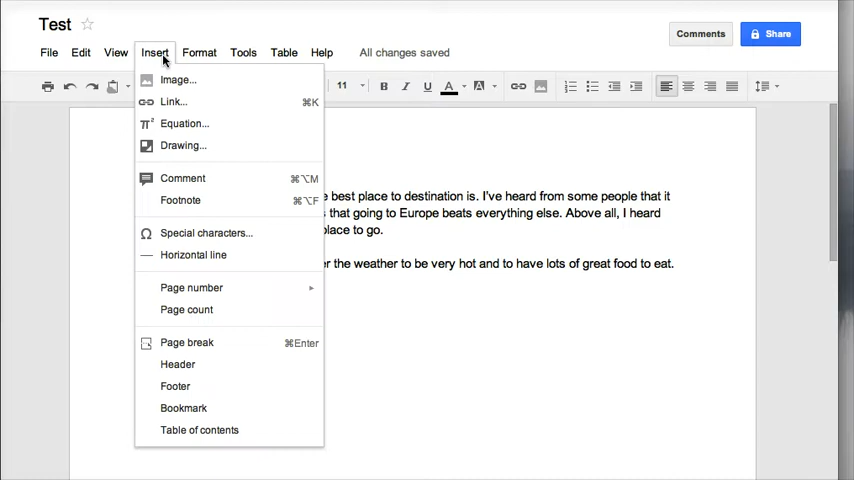 Test
Comments
Share
File Edit View Insert Format Tools Table Help All changes saved
11 B I U A A
Image...
Link... ⌘K
π² Equation...
Drawing...
Comment ⌘⌥M
Footnote ⌘⌥F
Ω Special characters...
Horizontal line
Page number
Page count
Page break ⌘Enter
Header
Footer
Bookmark
Table of contents
best place to destination is. I've heard from some people that it
that going to Europe beats everything else. Above all, I heard
place to go.
the weather to be very hot and to have lots of great food to eat.